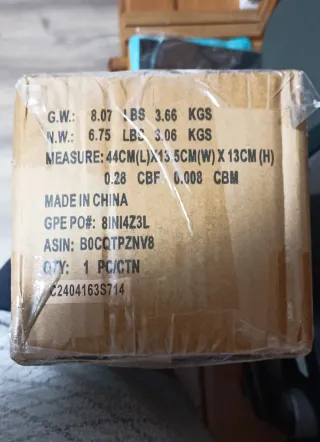 G.W.: 8.07 LBS 3.66 KGS
N.W.: 6.75 LBS 3.06 KGS
MEASURE: 44CM(L)X13.5CM(W) X 13CM (H)
0.28 CBF 0.008 CBM
MADE IN CHINA
GPE PO#: 8INI4Z3L
ASIN: B0CQTPZNV8
QTY: 1 PC/CTN
C2404163S714